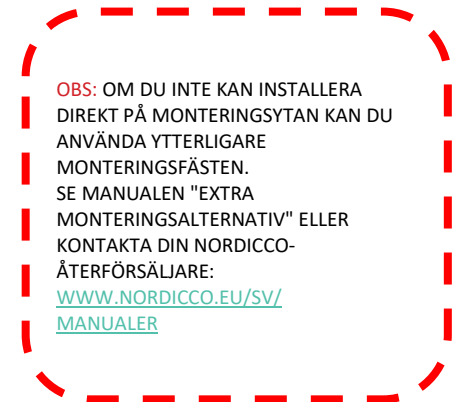 OBS: OM DU INTE KAN INSTALLERA
DIREKT PÅ MONTERINGSYTAN KAN DU
ANVÄNDA YTTERLIGARE
MONTERINGSFÄSTEN.
SE MANUALEN "EXTRA
MONTERINGSALTERNATIV" ELLER
KONTAKTA DIN NORDICCO-
ÅTERFÖRSÄLJARE:
WWW.NORDICCO.EU/SV/
MANUALER